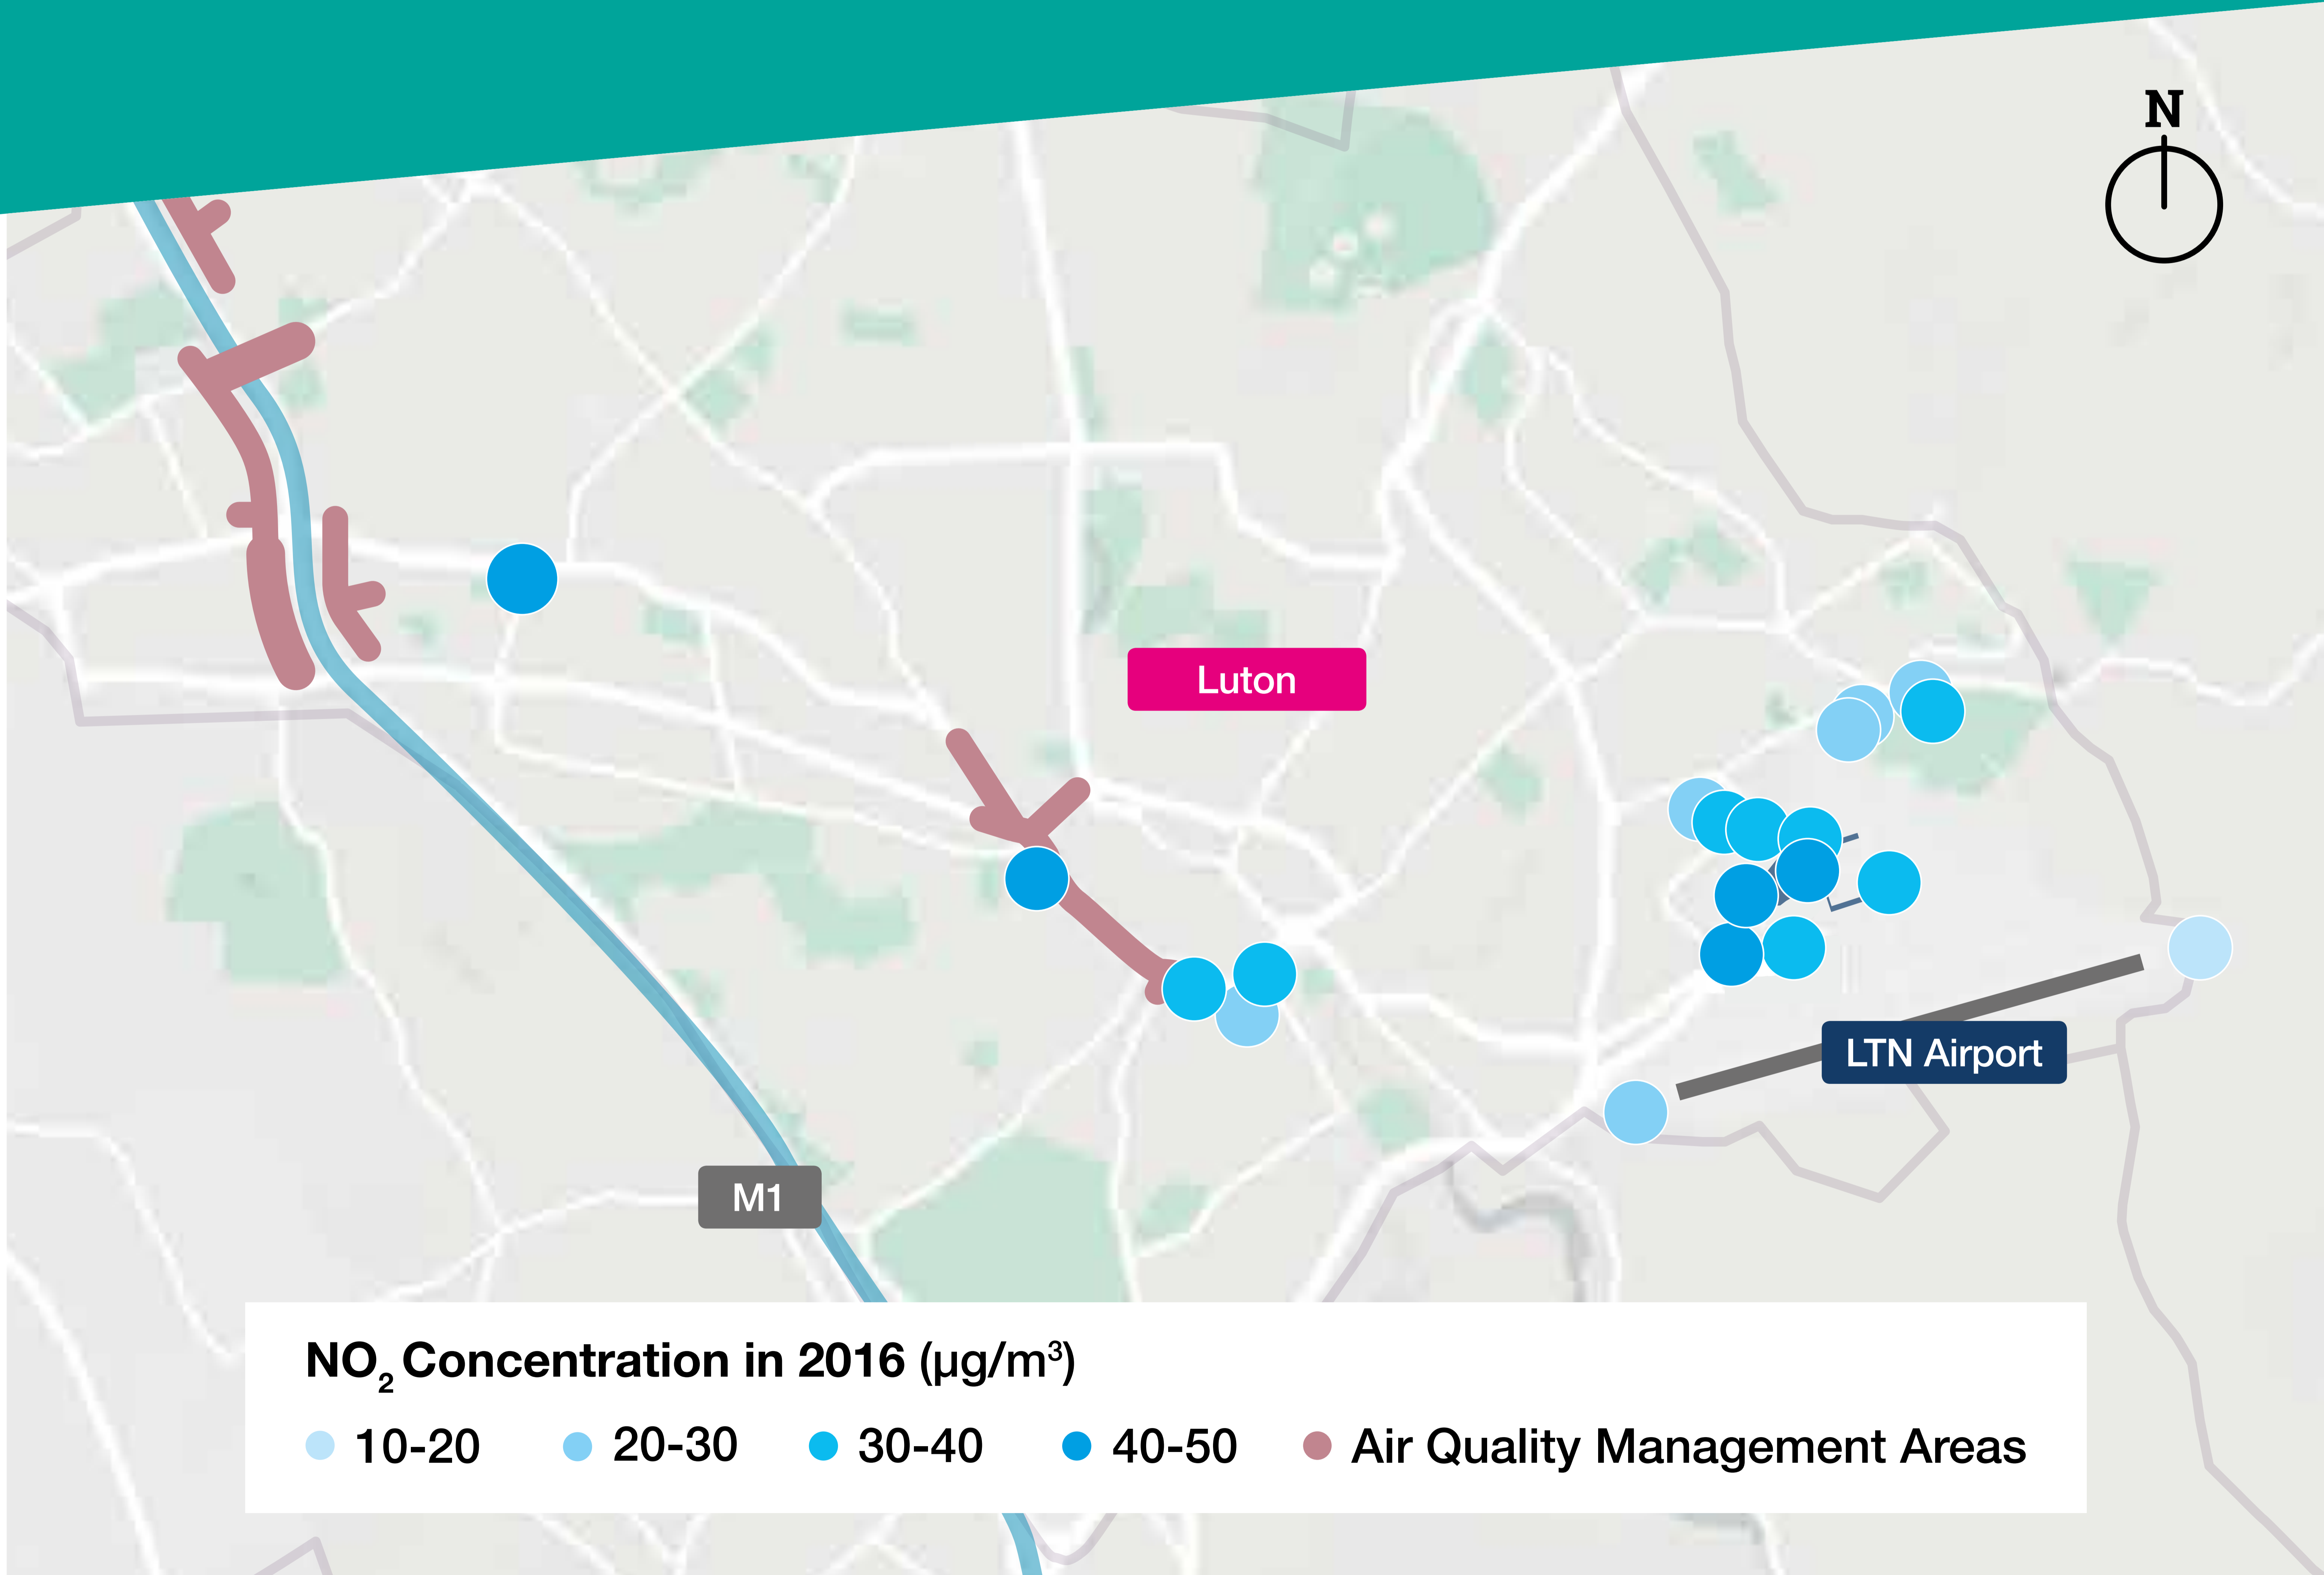 N
Luton
LTN Airport
M1
NO₂ Concentration in 2016 (µg/m³)
10-20 20-30 30-40 40-50 Air Quality Management Areas